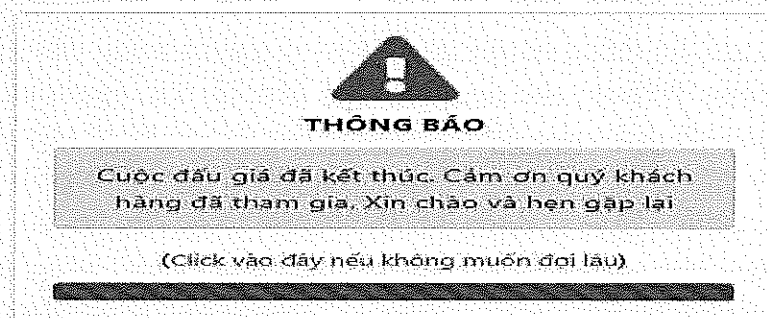 THÔNG BÁO
Cuộc đấu giá đã kết thúc. Cảm ơn quý khách
hàng đã tham gia. Xin chào và hẹn gặp lại
(Click vào đây nếu không muốn đợi lâu)